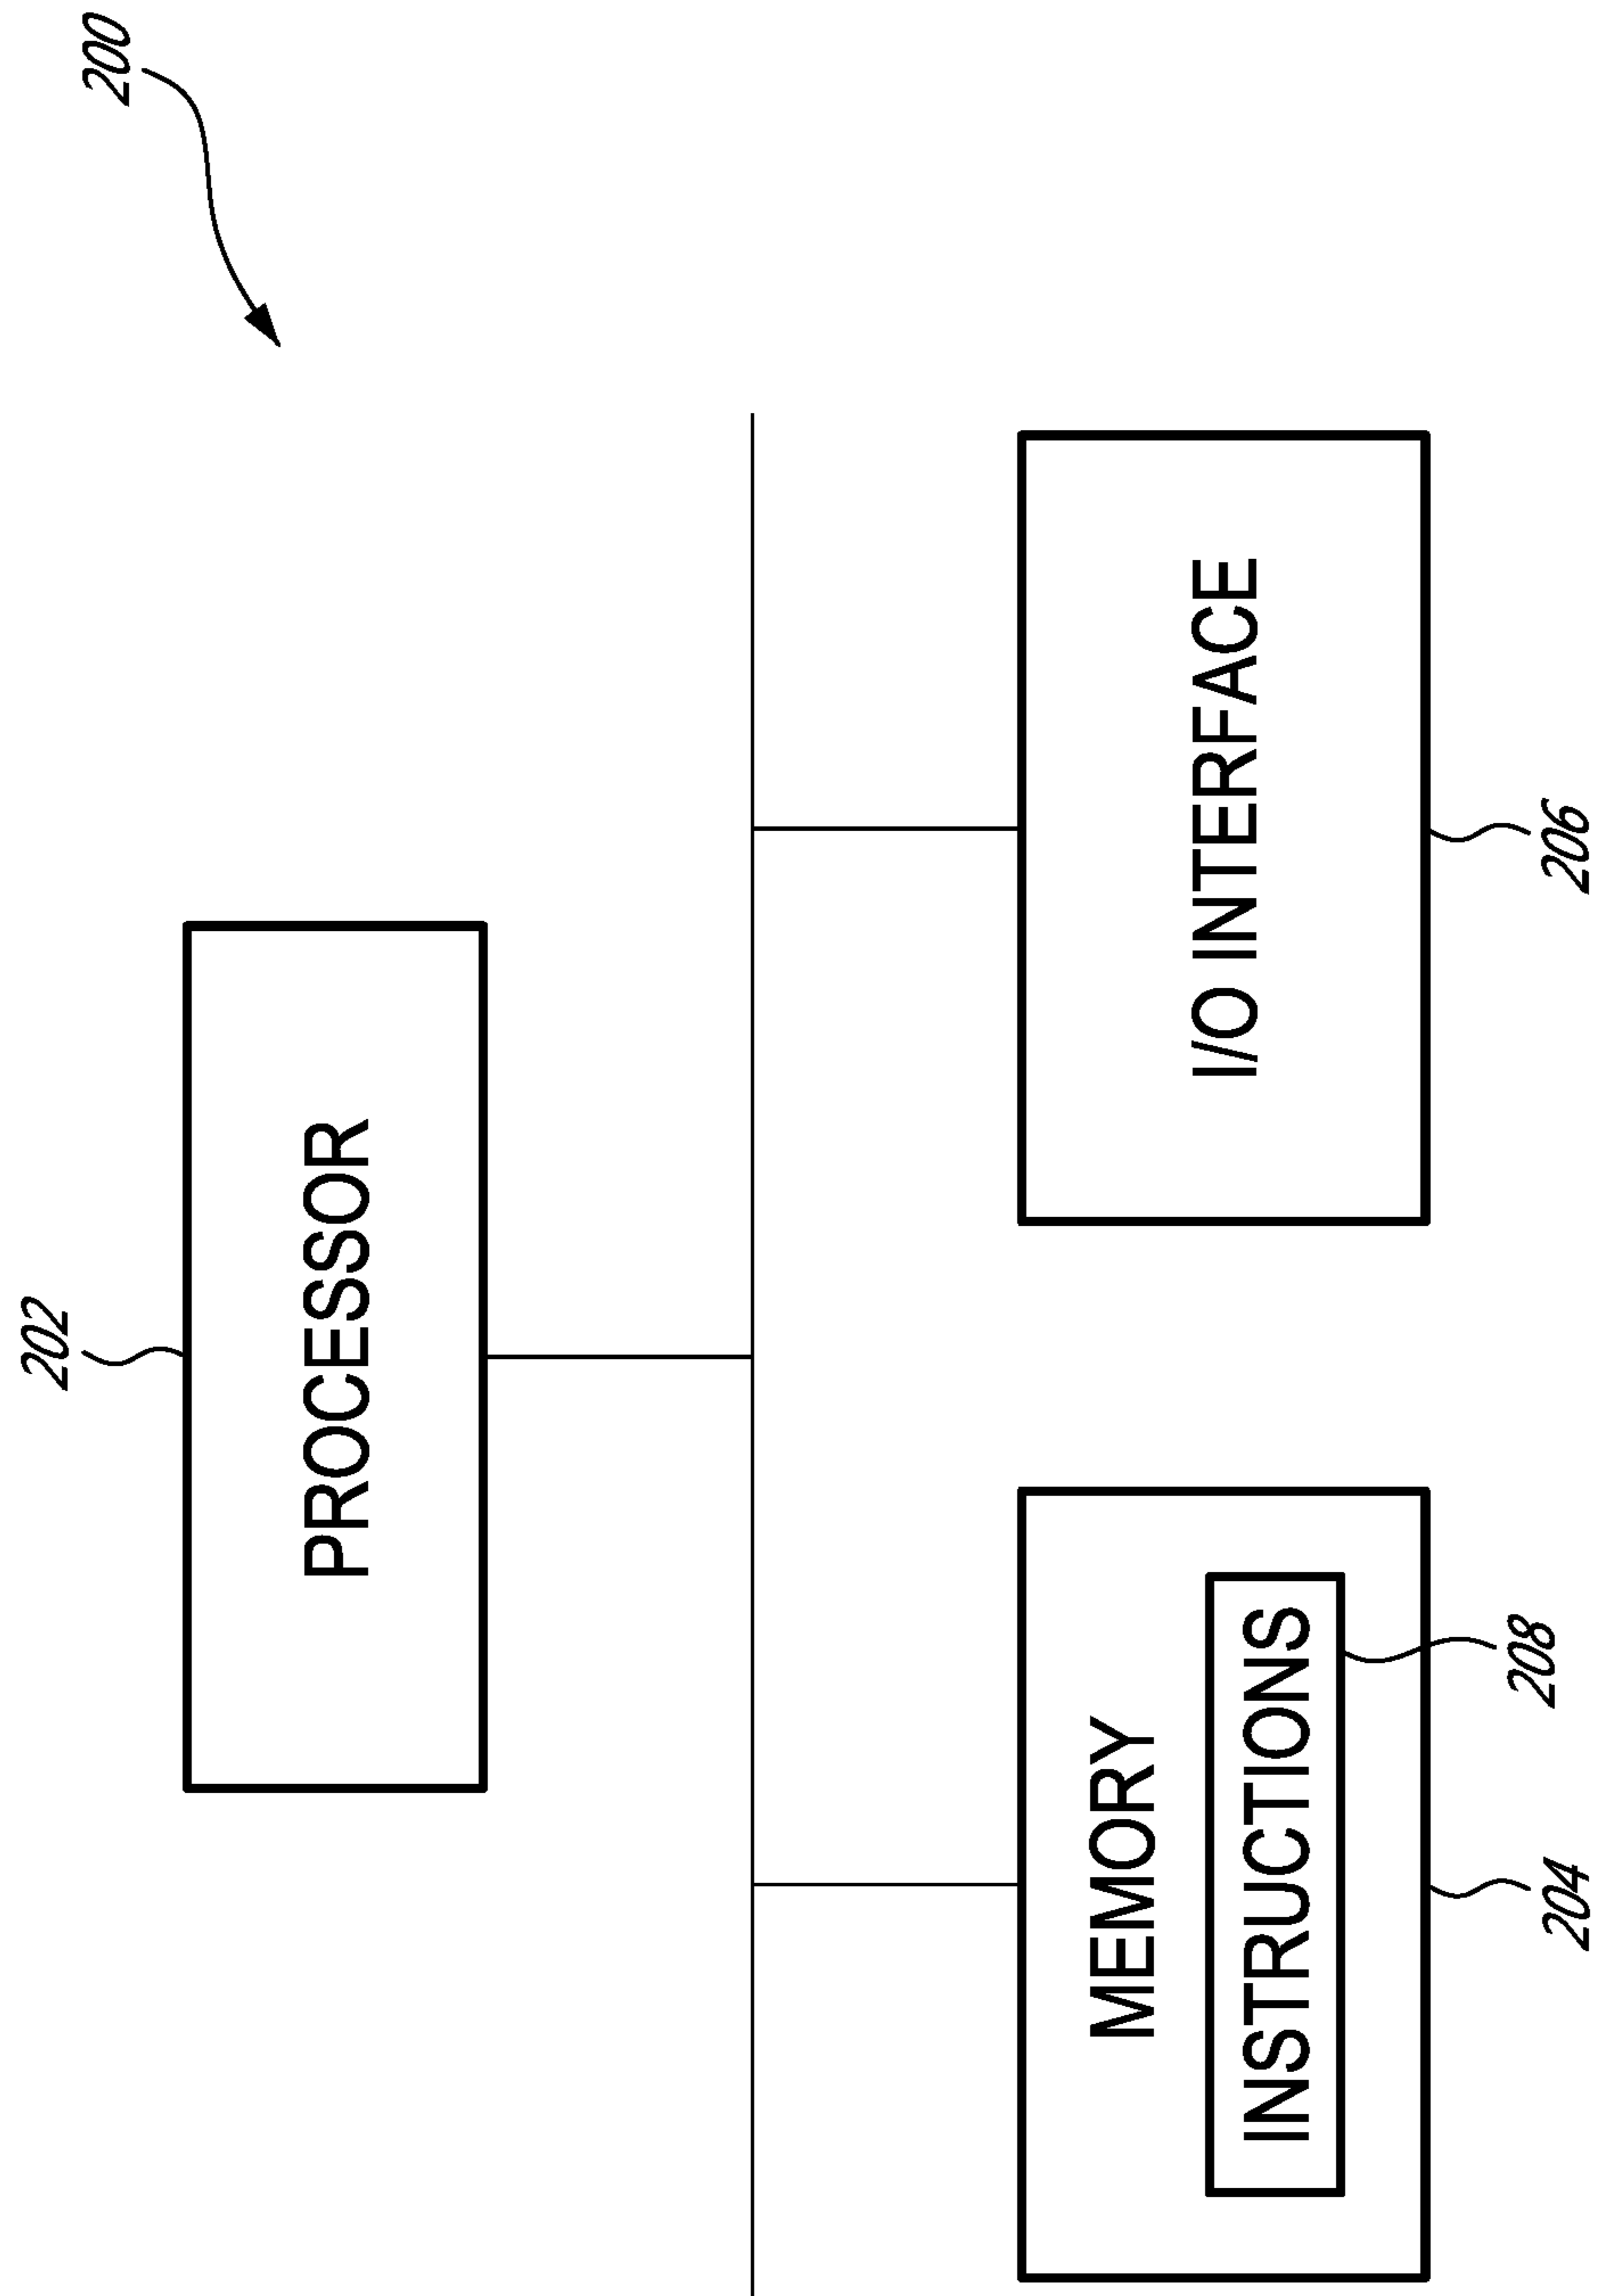 200
202
PROCESSOR
MEMORY
INSTRUCTIONS
I/O INTERFACE
208
204
206